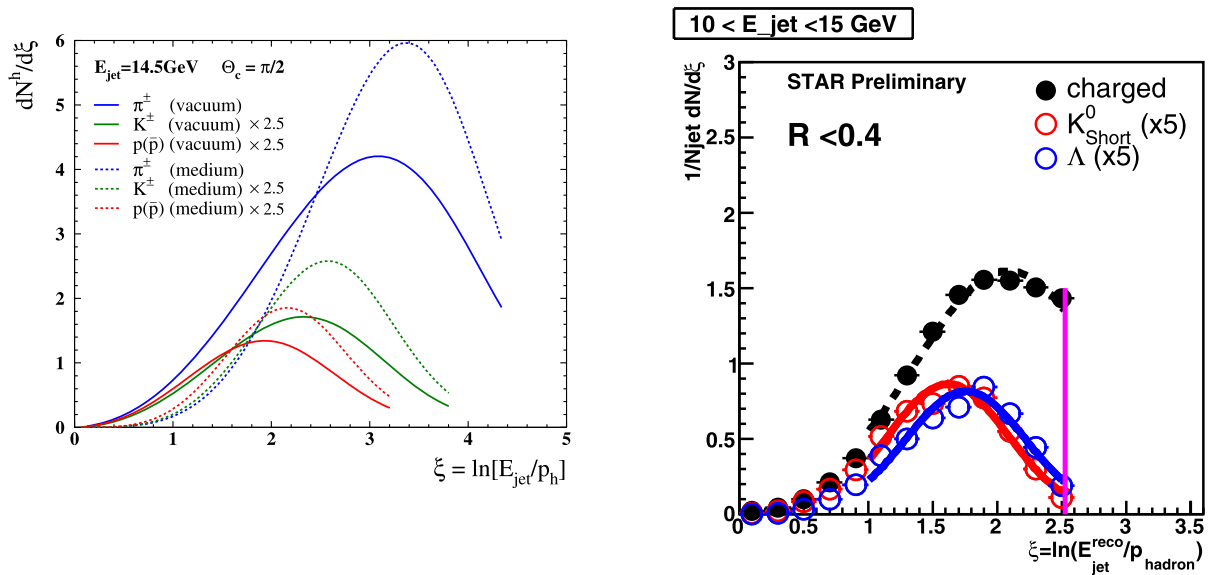 dN^h/dξ
6
5
4
3
2
1
0
E_jet=14.5GeV Θ_c = π/2
π^± (vacuum)
K^± (vacuum) × 2.5
p(p̄) (vacuum) × 2.5
π^± (medium)
K^± (medium) × 2.5
p(p̄) (medium) × 2.5
0 1 2 3 4 5
ξ = ln[E_jet/p_h]
10 < E_jet <15 GeV
1/Njet dN/dξ
3
2.5
2
1.5
1
0.5
0
STAR Preliminary
R <0.4
charged
K^0_Short (x5)
Λ (x5)
0 0.5 1 1.5 2 2.5 3 3.5
ξ=ln(E^reco_jet/p_hadron)